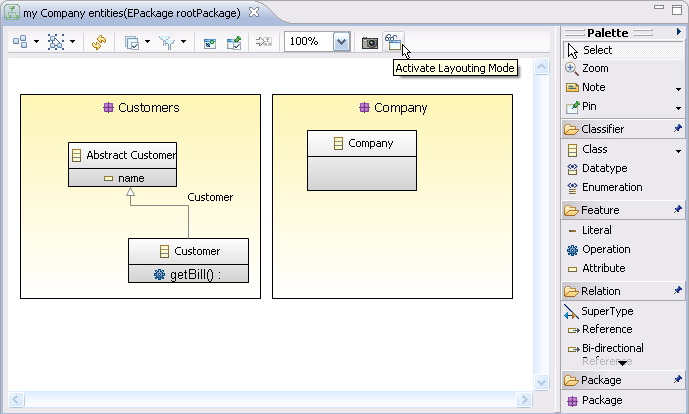 my Company entities(EPackage rootPackage)
100%
Activate Layouting Mode
Customers
Abstract Customer
name
Customer
Customer
getBill() :
Company
Company
Palette
Select
Zoom
Note
Pin
Classifier
Class
Datatype
Enumeration
Feature
Literal
Operation
Attribute
Relation
SuperType
Reference
Bi-directional
Reference
Package
Package